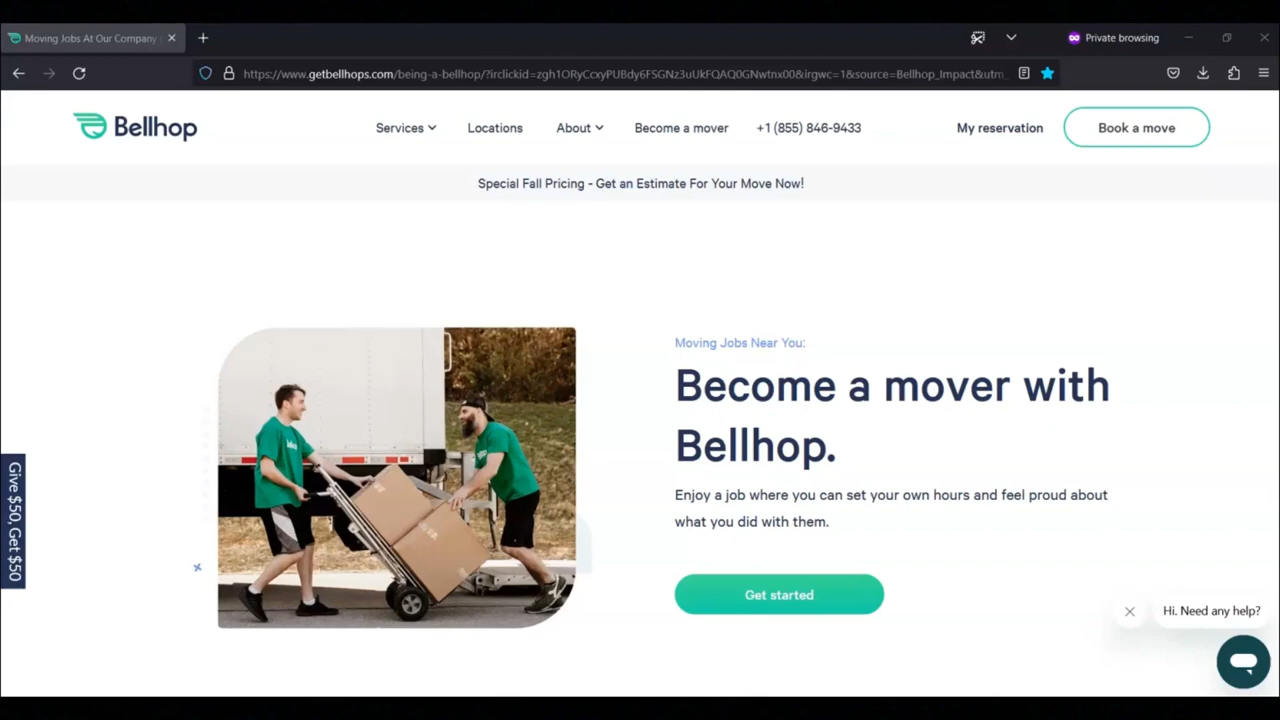 Moving Jobs At Our Company
Private browsing
https://www.getbellhops.com/being-a-bellhop/?irclickid=zgh1ORyCcxyPUBdy6FSGNz3uUkFQAQ0GNwtnx00&irgwc=1&source=Bellhop_Impact&utm_
Bellhop
Services
Locations
About
Become a mover
+1 (855) 846-9433
My reservation
Book a move
Special Fall Pricing - Get an Estimate For Your Move Now!
Moving Jobs Near You:
Become a mover with
Bellhop.
Enjoy a job where you can set your own hours and feel proud about
what you did with them.
Get started
Give $50, Get $50
Hi. Need any help?